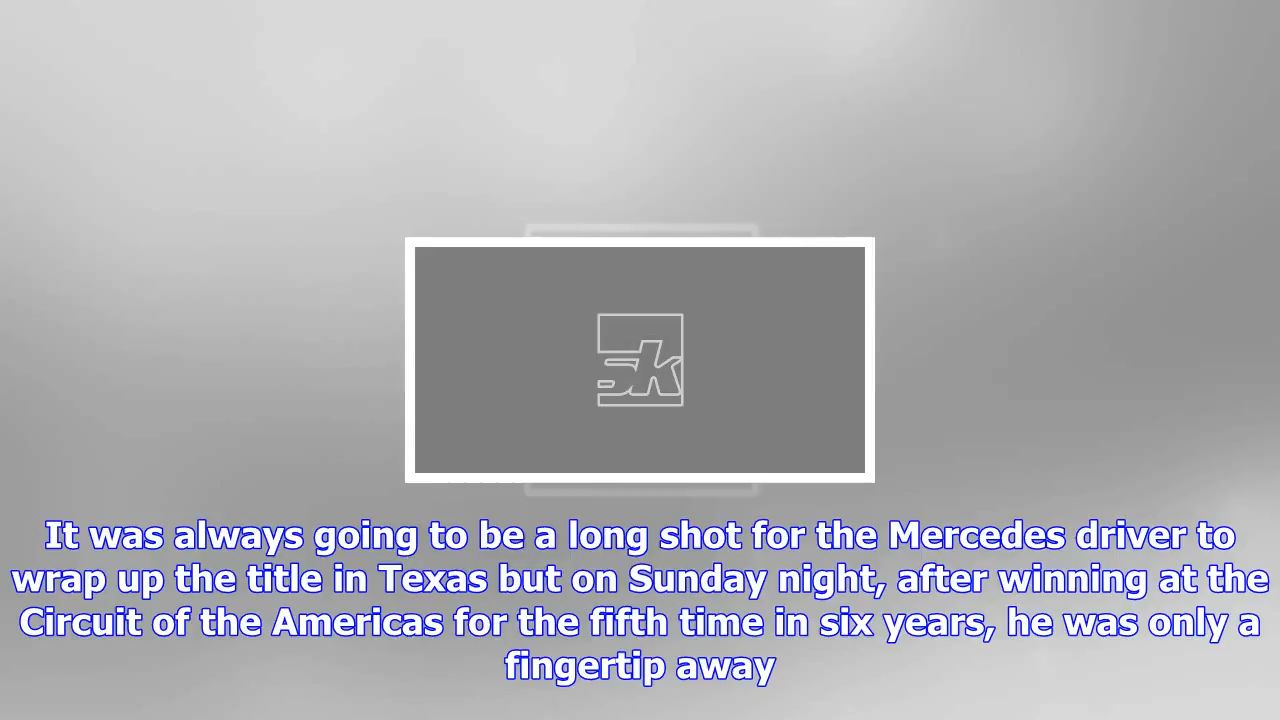 sk
It was always going to be a long shot for the Mercedes driver to
wrap up the title in Texas but on Sunday night, after winning at the
Circuit of the Americas for the fifth time in six years, he was only a
fingertip away